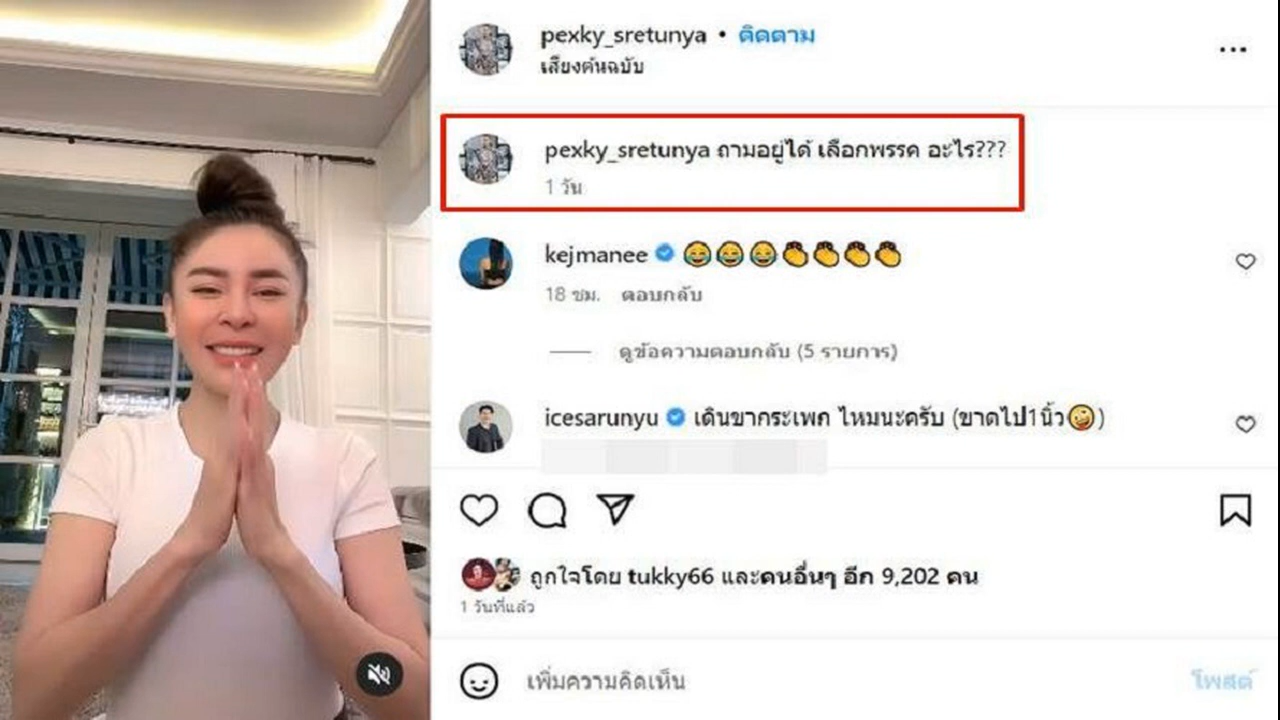 pexky_sretunya • ติดตาม
เสียงต้นฉบับ
pexky_sretunya ถามอยู่ได้ เลือกพรรค อะไร???
1 วัน
kejmanee 😂😂😂👏👏👏👏
18 ชม. ตอบกลับ
ดูข้อความตอบกลับ (5 รายการ)
icesarunyu เดินขากระเพก ไหมนะครับ (ขาดไป1นิ้ว🤪)
ถูกใจโดย tukky66 และคนอื่นๆ อีก 9,202 คน
1 วันที่แล้ว
เพิ่มความคิดเห็น
โพสต์